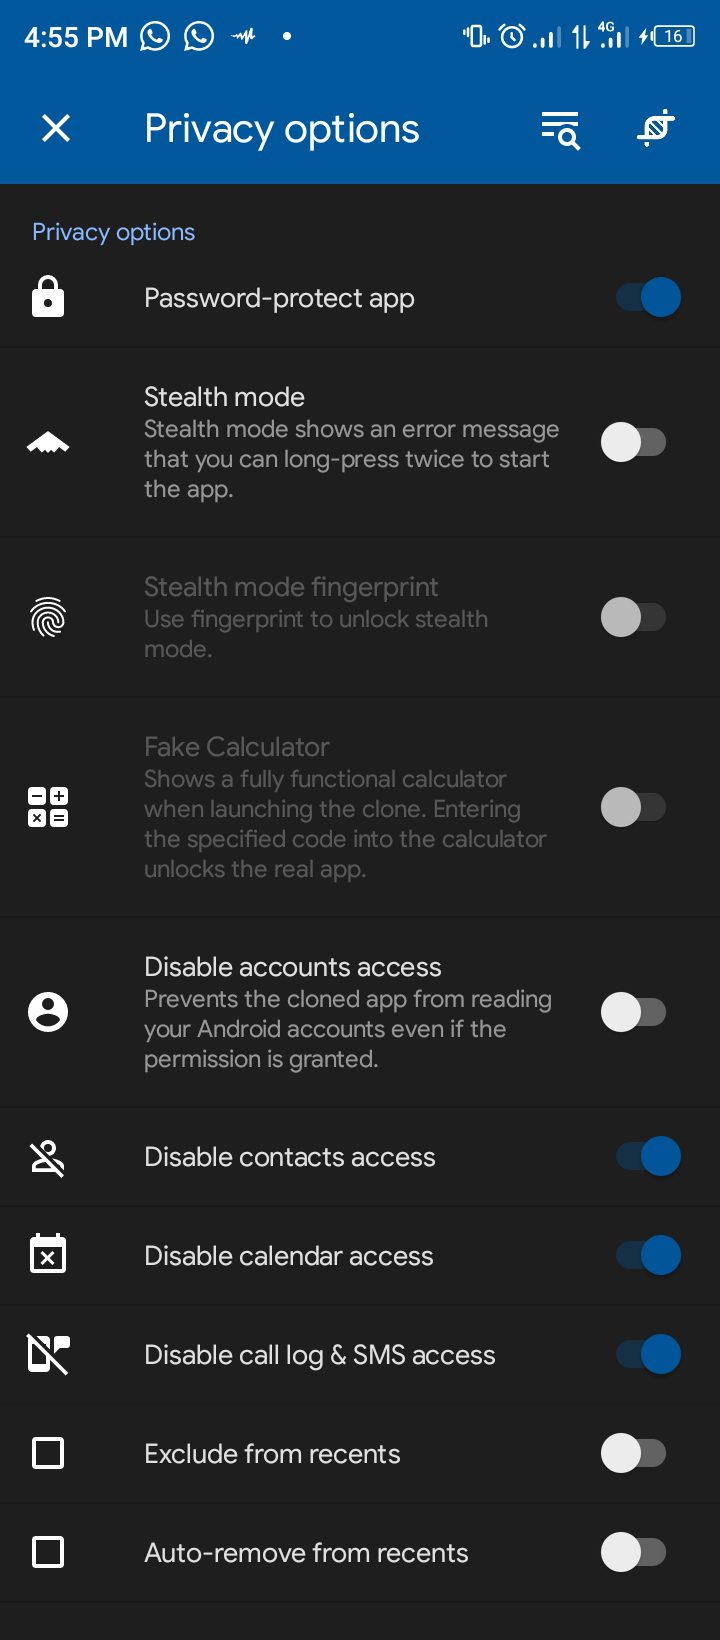 4:55 PM
4G
16
Privacy options
Privacy options
Password-protect app
Stealth mode
Stealth mode shows an error message
that you can long-press twice to start
the app.
Stealth mode fingerprint
Use fingerprint to unlock stealth
mode.
Fake Calculator
Shows a fully functional calculator
when launching the clone. Entering
the specified code into the calculator
unlocks the real app.
Disable accounts access
Prevents the cloned app from reading
your Android accounts even if the
permission is granted.
Disable contacts access
Disable calendar access
Disable call log & SMS access
Exclude from recents
Auto-remove from recents